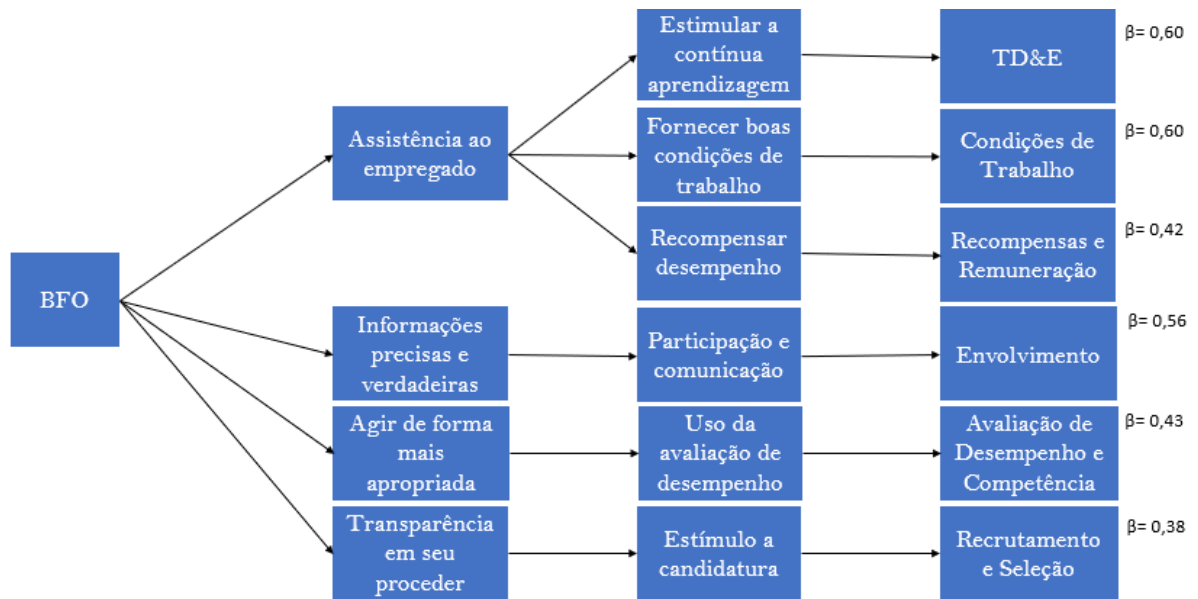 Estimular a
contínua
aprendizagem
TD&E
β= 0,60
Assistência ao
empregado
Fornecer boas
condições de
trabalho
Condições de
Trabalho
β= 0,60
Recompensar
desempenho
Recompensas e
Remuneração
β= 0,42
BFO
Informações
precisas e
verdadeiras
Participação e
comunicação
Envolvimento
β= 0,56
Agir de forma
mais
apropriada
Uso da
avaliação de
desempenho
Avaliação de
Desempenho e
Competência
β= 0,43
Transparência
em seu
proceder
Estímulo a
candidatura
Recrutamento
e Seleção
β= 0,38